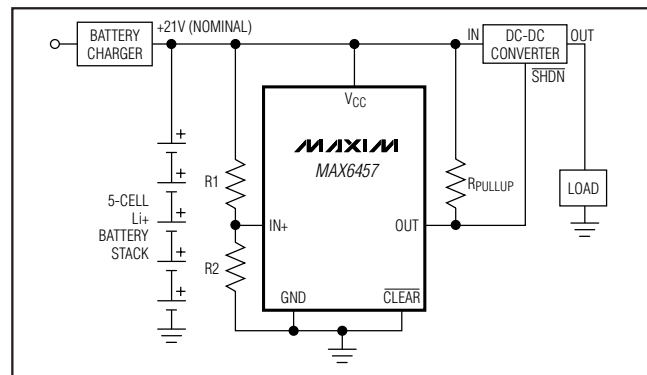 BATTERY
CHARGER
+21V (NOMINAL)
IN
DC-DC
CONVERTER
OUT
SHDN
VCC
MAXIM
MAX6457
R1
RPULLUP
LOAD
5-CELL
Li+
BATTERY
STACK
+
+
+
+
+
IN+
OUT
R2
GND
CLEAR